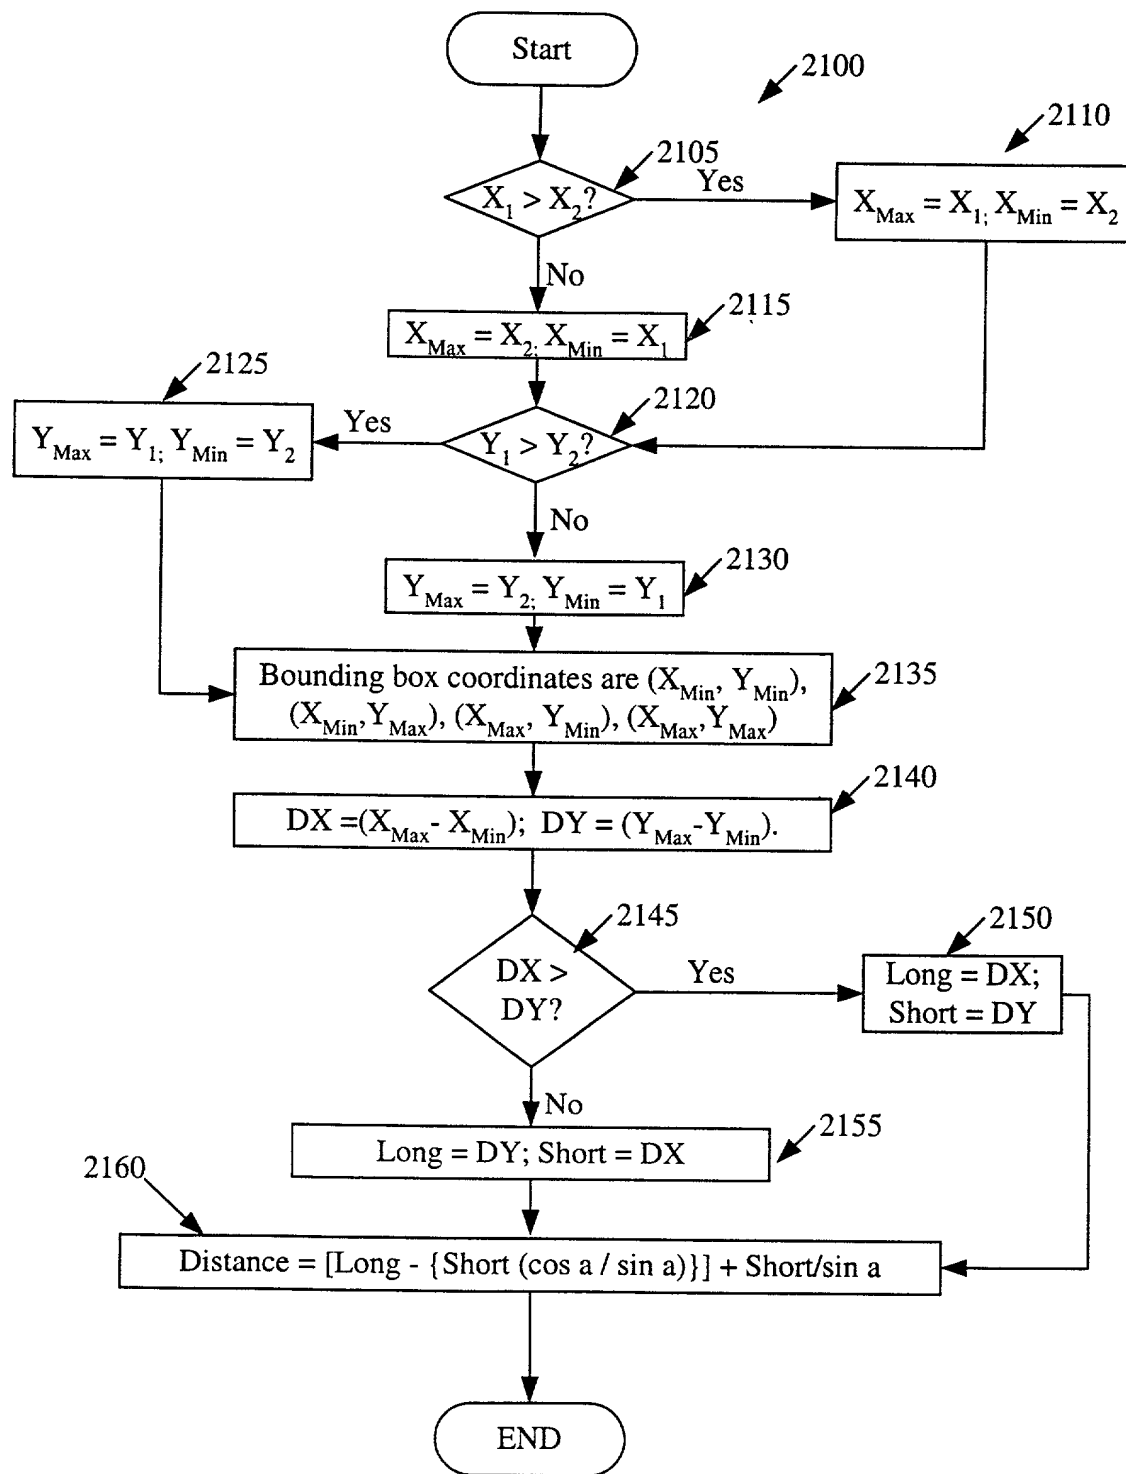 Start
2100
2110
2105
X1 > X2?
Yes
XMax = X1; XMin = X2
No
2115
XMax = X2; XMin = X1
2125
2120
YMax = Y1; YMin = Y2
Yes
Y1 > Y2?
No
2130
YMax = Y2; YMin = Y1
Bounding box coordinates are (XMin, YMin),
(XMin,YMax), (XMax, YMin), (XMax,YMax)
2135
2140
DX =(XMax- XMin); DY = (YMax-YMin).
2145
2150
DX >
DY?
Yes
Long = DX;
Short = DY
No
2155
Long = DY; Short = DX
2160
Distance = [Long - {Short (cos a / sin a)}] + Short/sin a
END